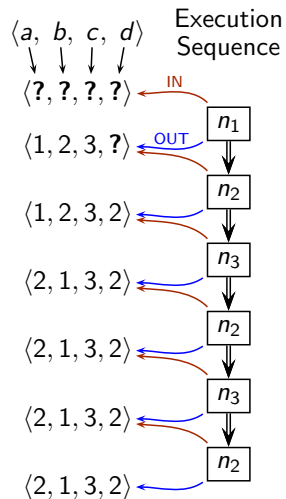 ⟨a, b, c, d⟩
Execution
Sequence
⟨?, ?, ?, ?⟩
IN
n₁
⟨1, 2, 3, ?⟩
OUT
n₂
⟨1, 2, 3, 2⟩
n₃
⟨2, 1, 3, 2⟩
n₂
⟨2, 1, 3, 2⟩
n₃
⟨2, 1, 3, 2⟩
n₂
⟨2, 1, 3, 2⟩